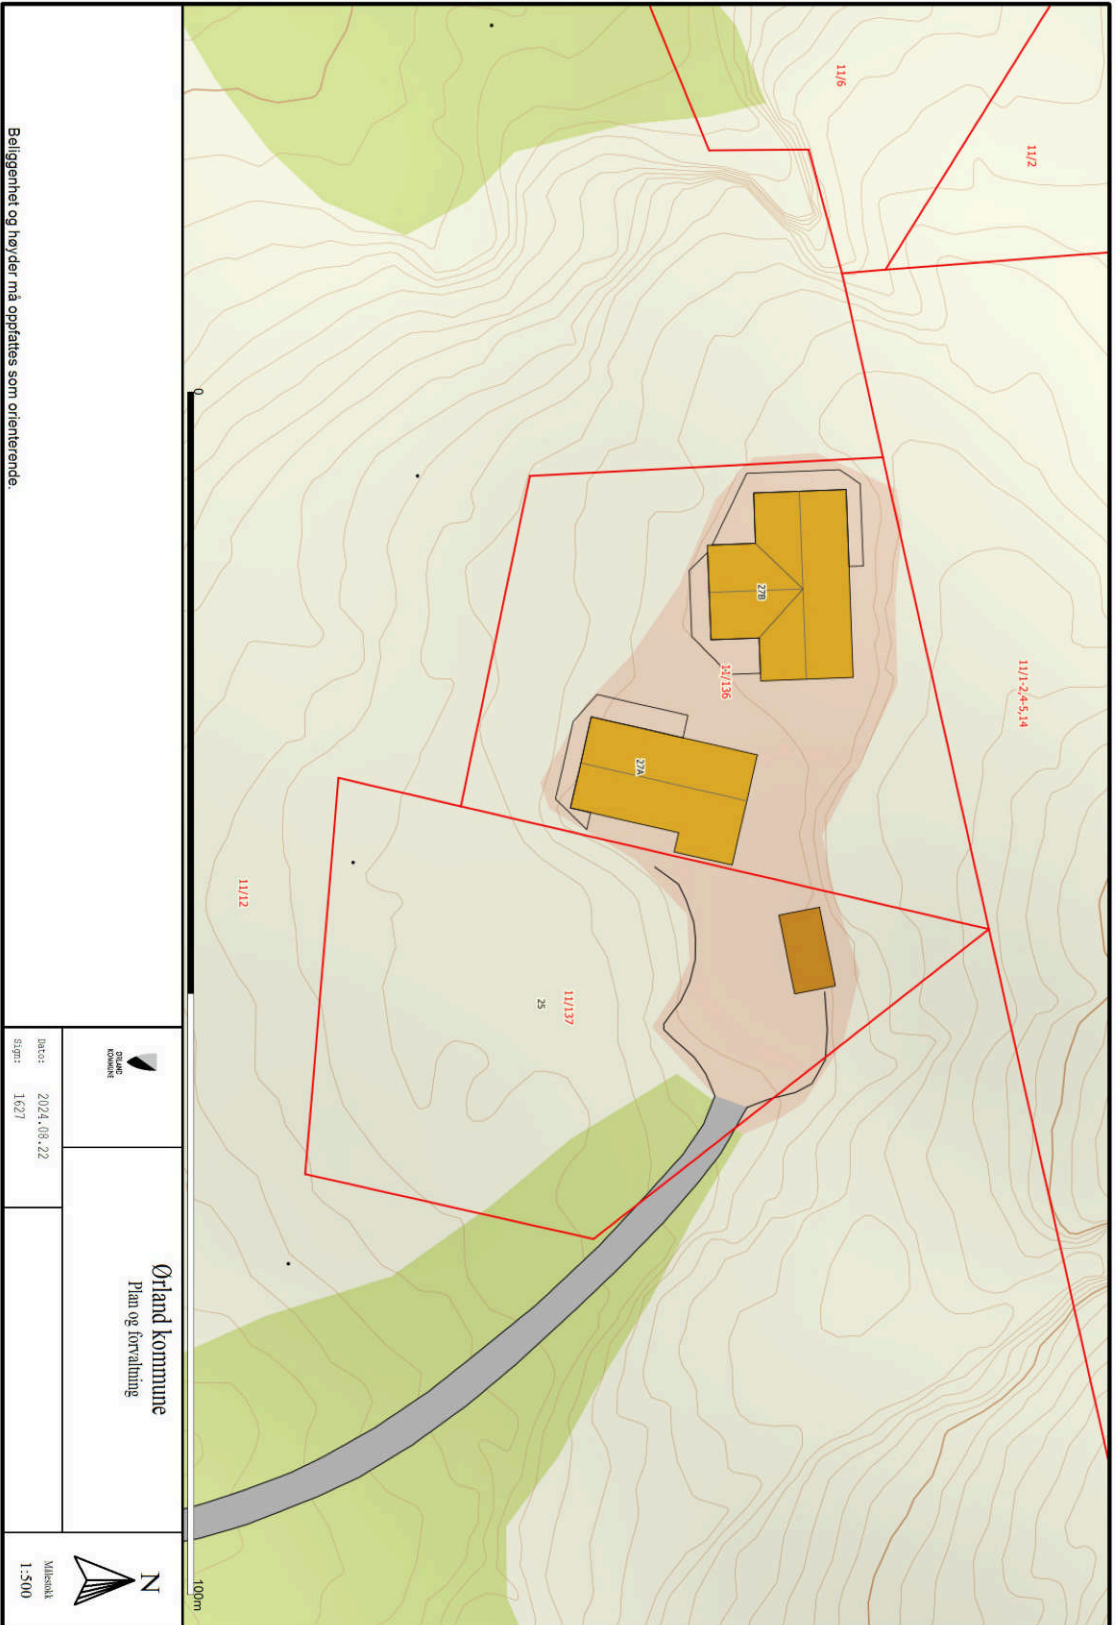 11/6
11/2
11/1-2,4-5,14
27B
11/136
27A
11/137
25
11/12
0
100m
Beliggenhet og høyder må oppfattes som orienterende.
ØRLAND
KOMMUNE
Dato: 2024.08.22
Sign: 1627
Ørland kommune
Plan og forvaltning
N
Målestokk
1:500